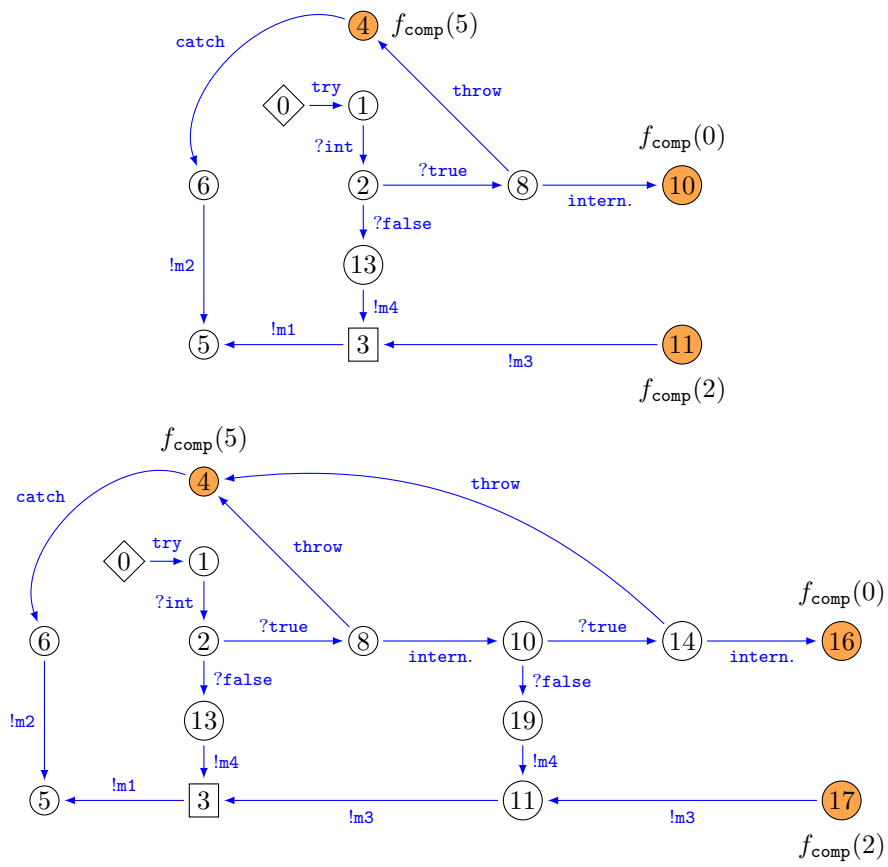 4 f_comp(5)
catch
throw
try
0 1
f_comp(0)
?int
?true
6 2 8 10
intern.
?false
13
!m2
!m4
!m1
5 3 11
!m3
f_comp(2)
f_comp(5)
4
throw
catch
throw
try
0 1
f_comp(0)
?int
?true ?true
6 2 8 10 14 16
intern. intern.
?false ?false
!m2 13 19
!m4 !m4
!m1
5 3 11 17
!m3 !m3
f_comp(2)